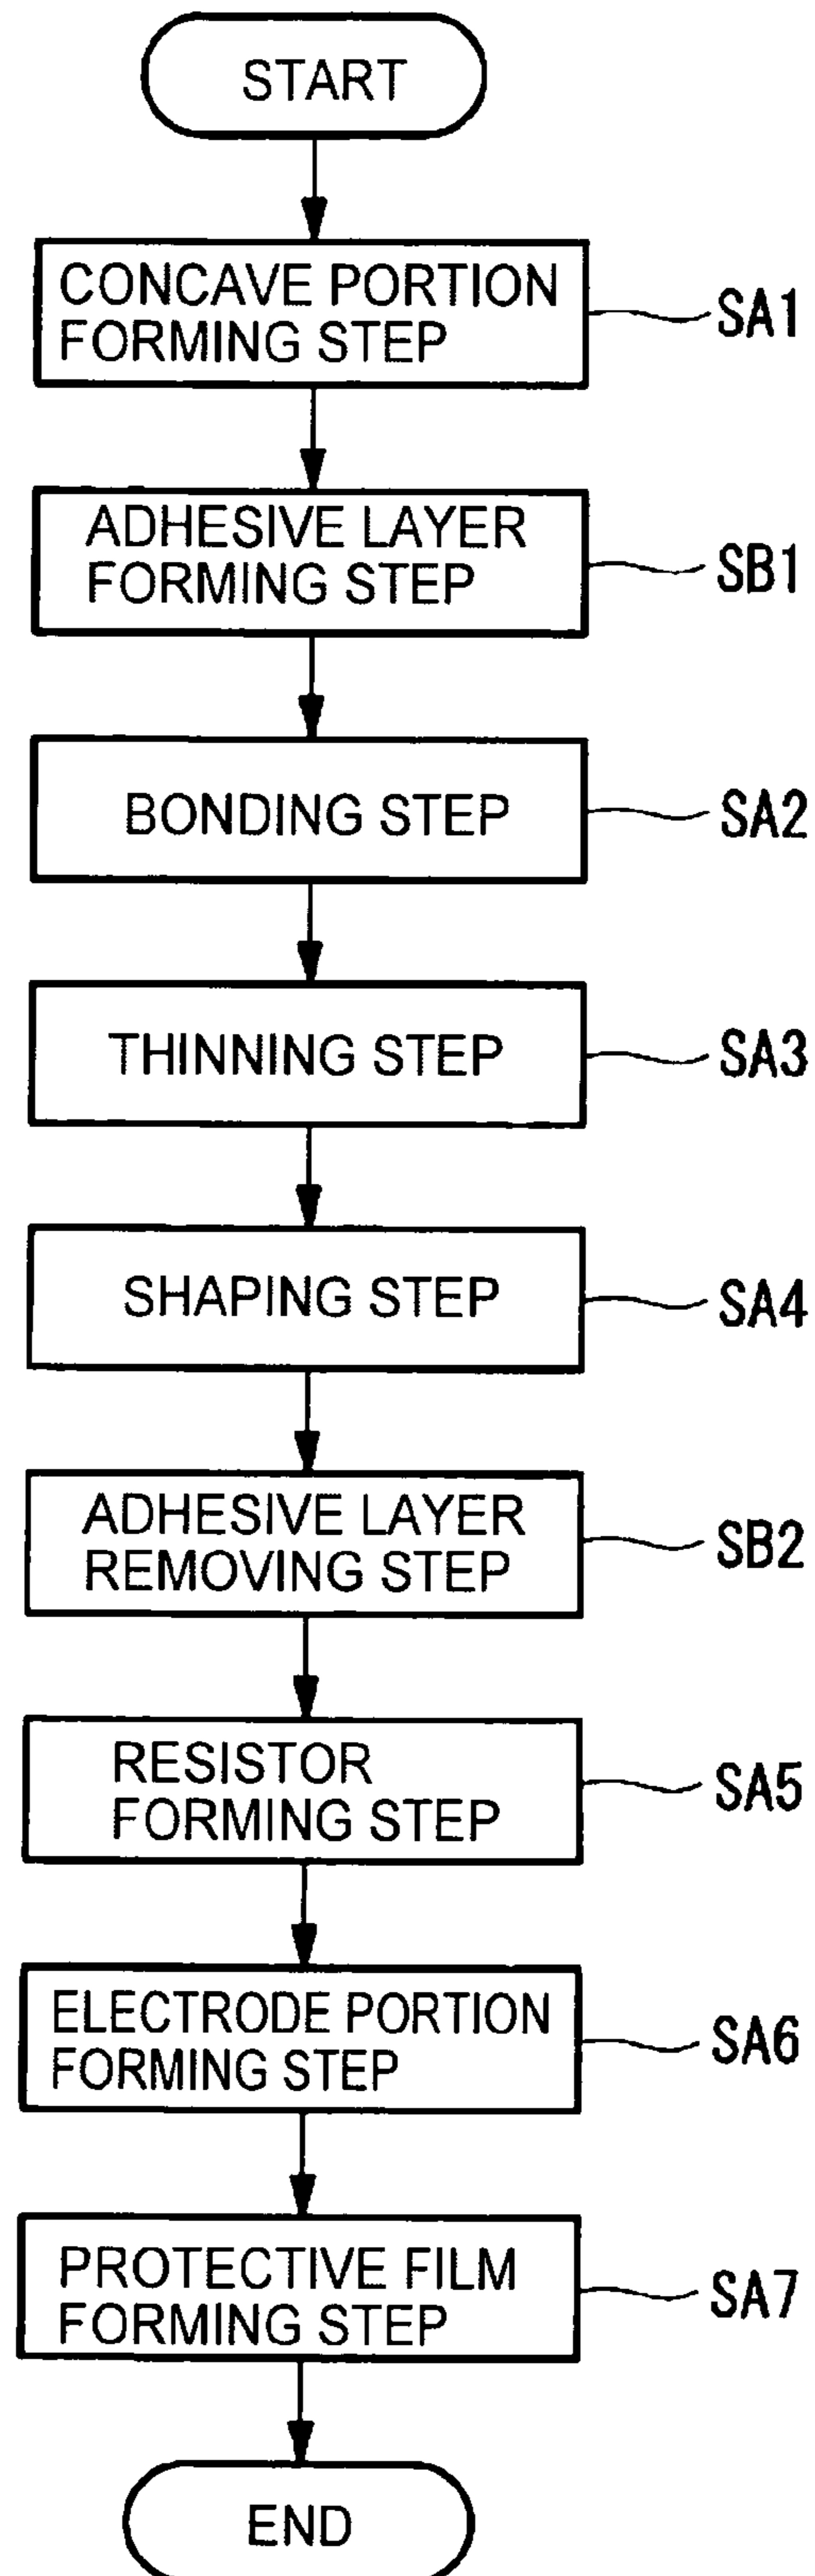 START
CONCAVE PORTION
FORMING STEP
SA1
ADHESIVE LAYER
FORMING STEP
SB1
BONDING STEP
SA2
THINNING STEP
SA3
SHAPING STEP
SA4
ADHESIVE LAYER
REMOVING STEP
SB2
RESISTOR
FORMING STEP
SA5
ELECTRODE PORTION
FORMING STEP
SA6
PROTECTIVE FILM
FORMING STEP
SA7
END